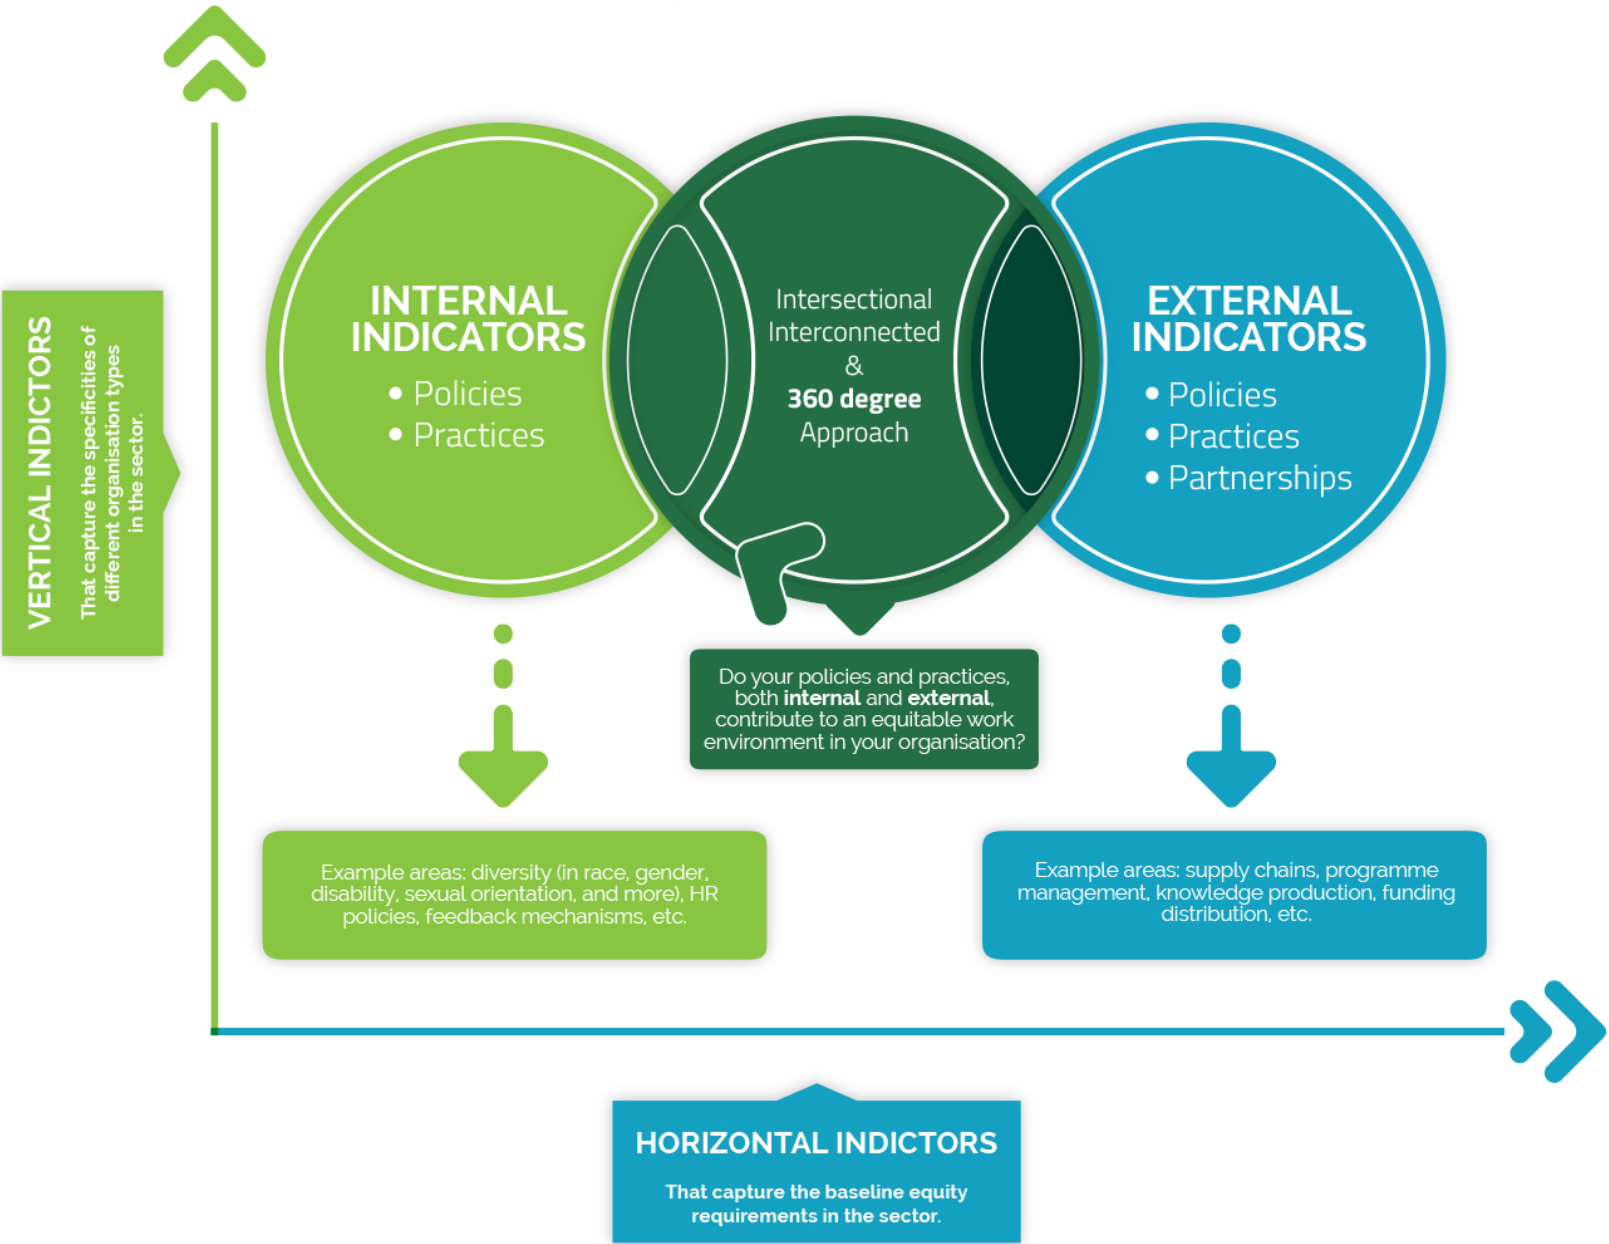 VERTICAL INDICTORS
That capture the specificities of
different organisation types
in the sector.
INTERNAL
INDICATORS
• Policies
• Practices
Intersectional
Interconnected
&
360 degree
Approach
EXTERNAL
INDICATORS
• Policies
• Practices
• Partnerships
Do your policies and practices,
both internal and external,
contribute to an equitable work
environment in your organisation?
Example areas: diversity (in race, gender,
disability, sexual orientation, and more), HR
policies, feedback mechanisms, etc.
Example areas: supply chains, programme
management, knowledge production, funding
distribution, etc.
HORIZONTAL INDICTORS
That capture the baseline equity
requirements in the sector.